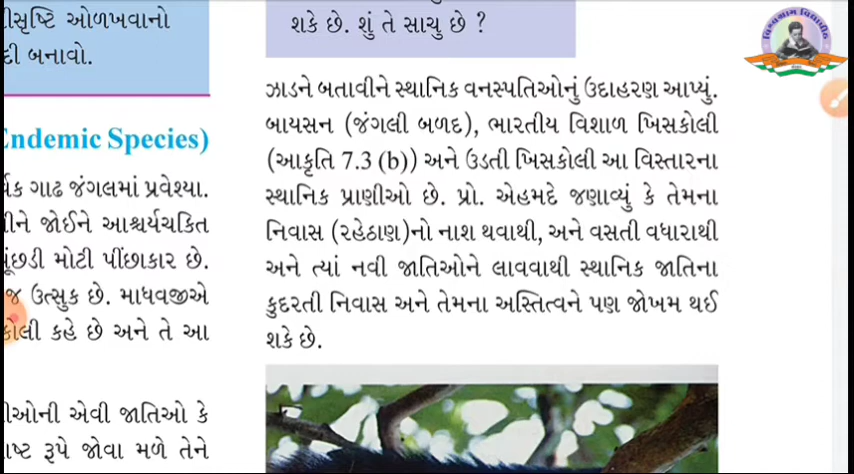 ીસૃષ્ટિ ઓળખવાનો
દી બનાવો.
Endemic Species)
ર્યક ગાઢ જંગલમાં પ્રવેશ્યા.
ીને જોઈને આશ્ચર્યચકિત
પૂંછડી મોટી પીંછાકાર છે.
જ ઉત્સુક છે. માધવજીએ
કોલી કહે છે અને તે આ
ીઓની એવી જાતિઓ કે
શિષ્ટ રૂપે જોવા મળે તેને
શકે છે. શું તે સાચુ છે ?
ઝાડને બતાવીને સ્થાનિક વનસ્પતિઓનું ઉદાહરણ આપ્યું.
બાયસન (જંગલી બળદ), ભારતીય વિશાળ ખિસકોલી
(આકૃતિ 7.3 (b)) અને ઉડતી ખિસકોલી આ વિસ્તારના
સ્થાનિક પ્રાણીઓ છે. પ્રો. એહમદે જણાવ્યું કે તેમના
નિવાસ (રહેઠાણ)નો નાશ થવાથી, અને વસતી વધારાથી
અને ત્યાં નવી જાતિઓને લાવવાથી સ્થાનિક જાતિના
કુદરતી નિવાસ અને તેમના અસ્તિત્વને પણ જોખમ થઈ
શકે છે.
વિશ્વગ્રામ વિદ્યાપીઠ